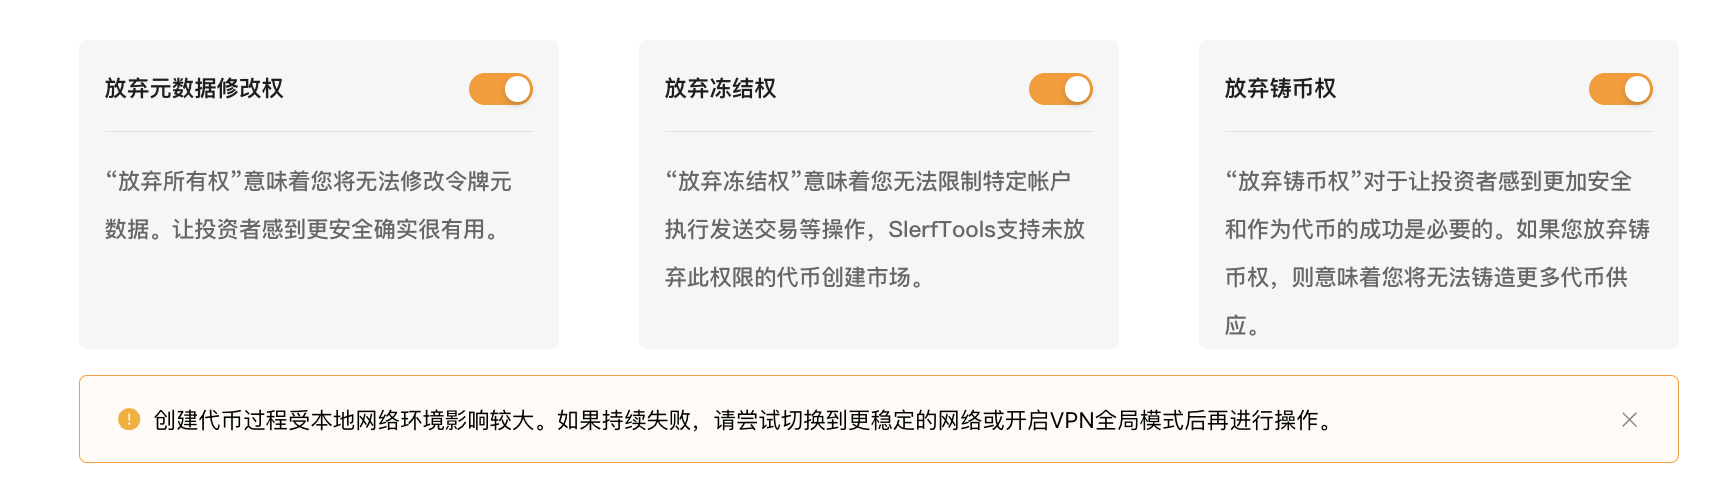 放弃元数据修改权
“放弃所有权”意味着您将无法修改令牌元
数据。让投资者感到更安全确实很有用。
放弃冻结权
“放弃冻结权”意味着您无法限制特定帐户
执行发送交易等操作，SlerfTools支持未放
弃此权限的代币创建市场。
放弃铸币权
“放弃铸币权”对于让投资者感到更加安全
和作为代币的成功是必要的。如果您放弃铸
币权，则意味着您将无法铸造更多代币供
应。
创建代币过程受本地网络环境影响较大。如果持续失败，请尝试切换到更稳定的网络或开启VPN全局模式后再进行操作。